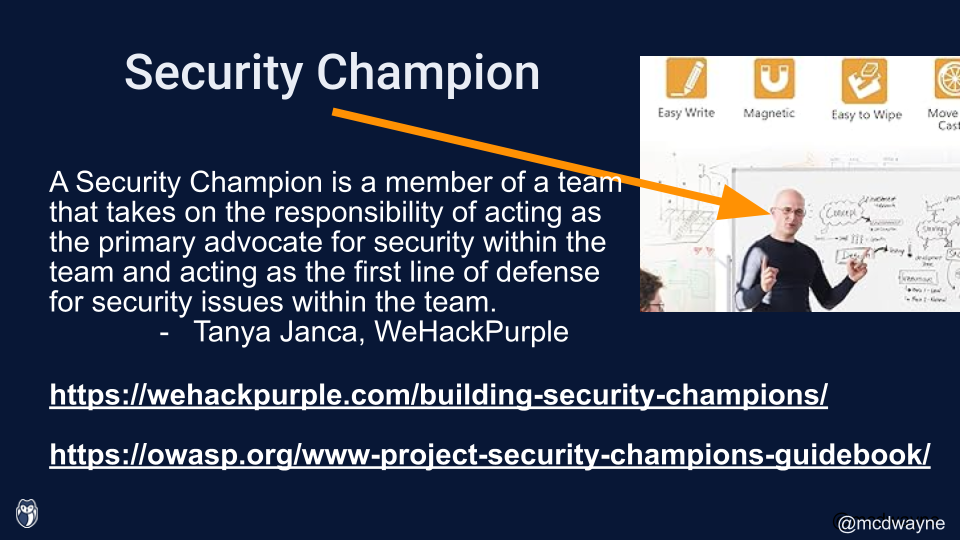 Security Champion
Easy Write
Magnetic
Easy to Wipe
Move
Cast
A Security Champion is a member of a team
that takes on the responsibility of acting as
the primary advocate for security within the
team and acting as the first line of defense
for security issues within the team.
- Tanya Janca, WeHackPurple
Concept
Strategy
https://wehackpurple.com/building-security-champions/
https://owasp.org/www-project-security-champions-guidebook/
@mcdwayne